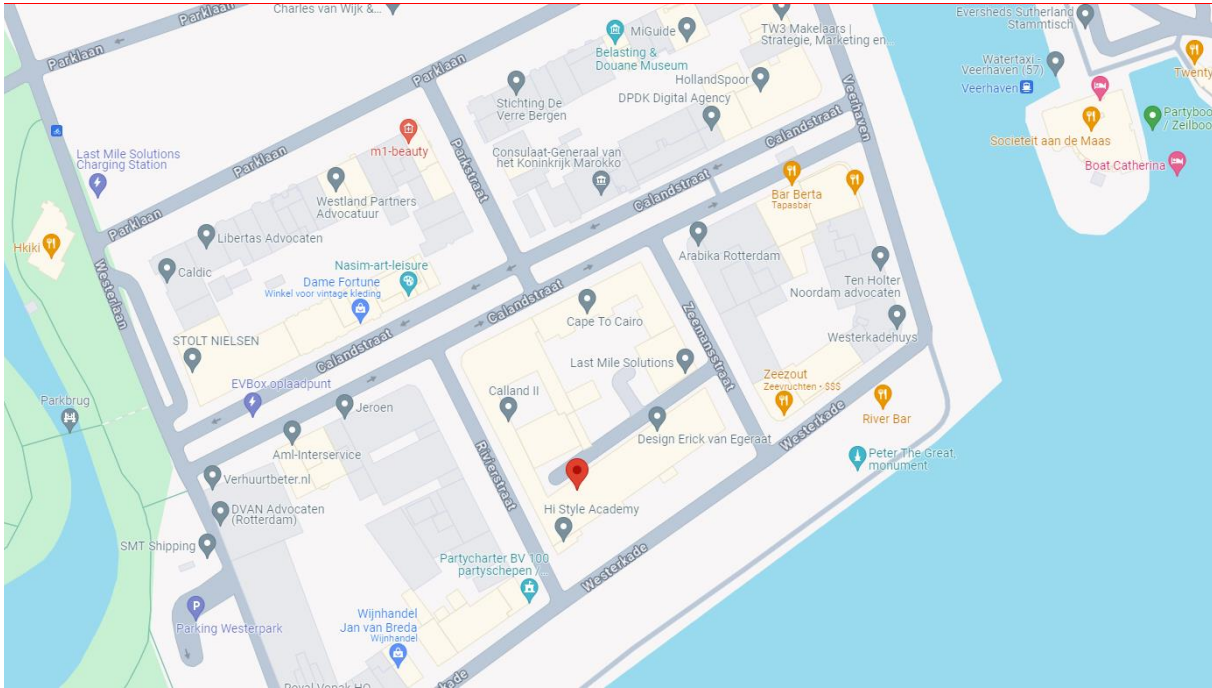 Charles van Wijk &...
Parklaan
Parklaan
MiGuide
Belasting &
Douane Museum
TW3 Makelaars |
Strategie, Marketing en...
Eversheds Sutherland
Stammtisch
Watertaxi -
Veerhaven (57)
Veerhaven
Twenty
HollandSpoor
DPDK Digital Agency
Veerhaven
Stichting De
Verre Bergen
m1-beauty
Last Mile Solutions
Charging Station
Parklaan
Parkstraat
Consulaat-Generaal van
het Koninkrijk Marokko
Calandstraat
Partyboo
/ Zeilboo
Societeit aan de Maas
Boat Catherina
Westland Partners
Advocatuur
Calandstraat
Bar Berta
Tapasbar
Parklaan
Libertas Advocaten
Hkiki
Caldic
Westerlaan
Nasim-art-leisure
Dame Fortune
Winkel voor vintage kleding
Arabika Rotterdam
Ten Holter
Noordam advocaten
Calandstraat
Cape To Cairo
Zeemansstraat
Westerkadehuys
STOLT NIELSEN
Calandstraat
Last Mile Solutions
EVBox oplaadpunt
Calland II
Zeezout
Zeevruchten • $$$
Parkbrug
Jeroen
River Bar
Westerkade
Design Erick van Egeraat
Aml-Interservice
Rivierstraat
Peter The Great,
monument
Verhuurtbeter.nl
DVAN Advocaten
(Rotterdam)
Hi Style Academy
SMT Shipping
Partycharter BV 100
partyschepen /...
Westerkade
P
Parking Westerpark
Wijnhandel
Jan van Breda
Wijnhandel
Westerkade
Royal Vopak HQ